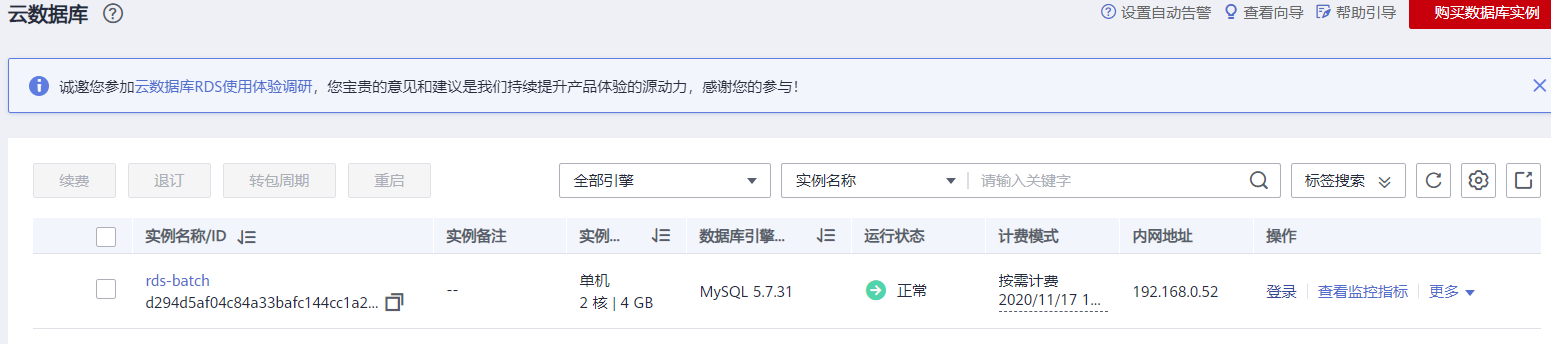 云数据库
设置自动告警 查看向导 帮助引导 购买数据库实例
诚邀您参加云数据库RDS使用体验调研，您宝贵的意见和建议是我们持续提升产品体验的源动力，感谢您的参与！
续费 退订 转包周期 重启 全部引擎 实例名称 请输入关键字 标签搜索
实例名称/ID 实例备注 实例... 数据库引擎... 运行状态 计费模式 内网地址 操作
rds-batch
d294d5af04c84a33bafc144cc1a2...
--
单机
2 核 | 4 GB
MySQL 5.7.31
正常
按需计费
2020/11/17 1...
192.168.0.52
登录 查看监控指标 更多